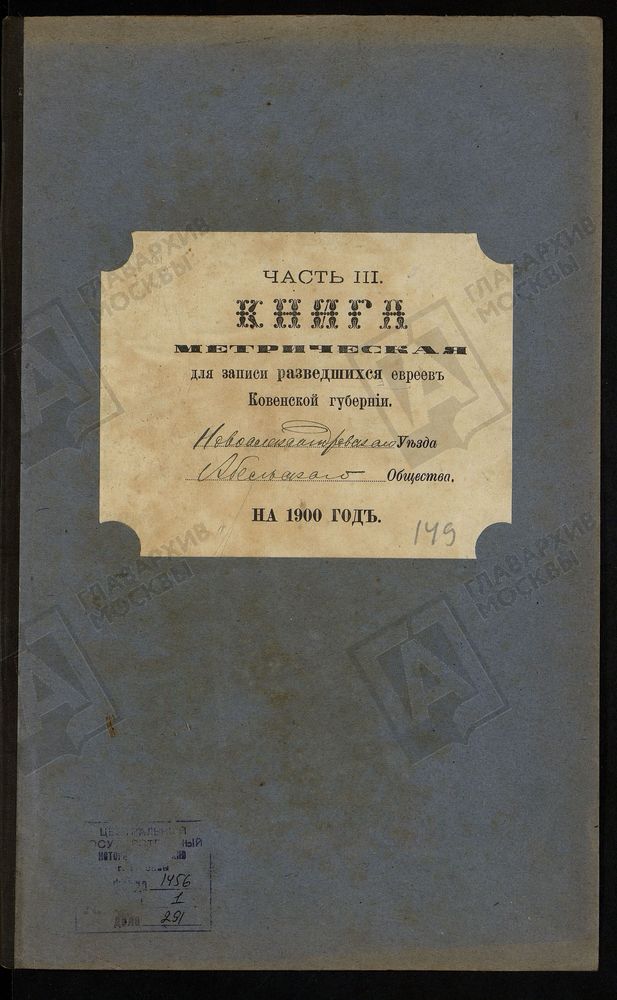 ЧАСТЬ III.
КНИГА
МЕТРИЧЕСКАЯ
для записи разведшихся евреевъ
Ковенской губерніи.
Новоалександровскаго Уѣзда
Абельскаго Общества.
НА 1900 ГОДЪ.
149
ГЛАВАРХИВ МОСКВЫ
ГЛАВАРХИВ МОСКВЫ
ГЛАВАРХИВ МОСКВЫ
ГЛАВАРХИВ МОСКВЫ
1456
1
дело 291